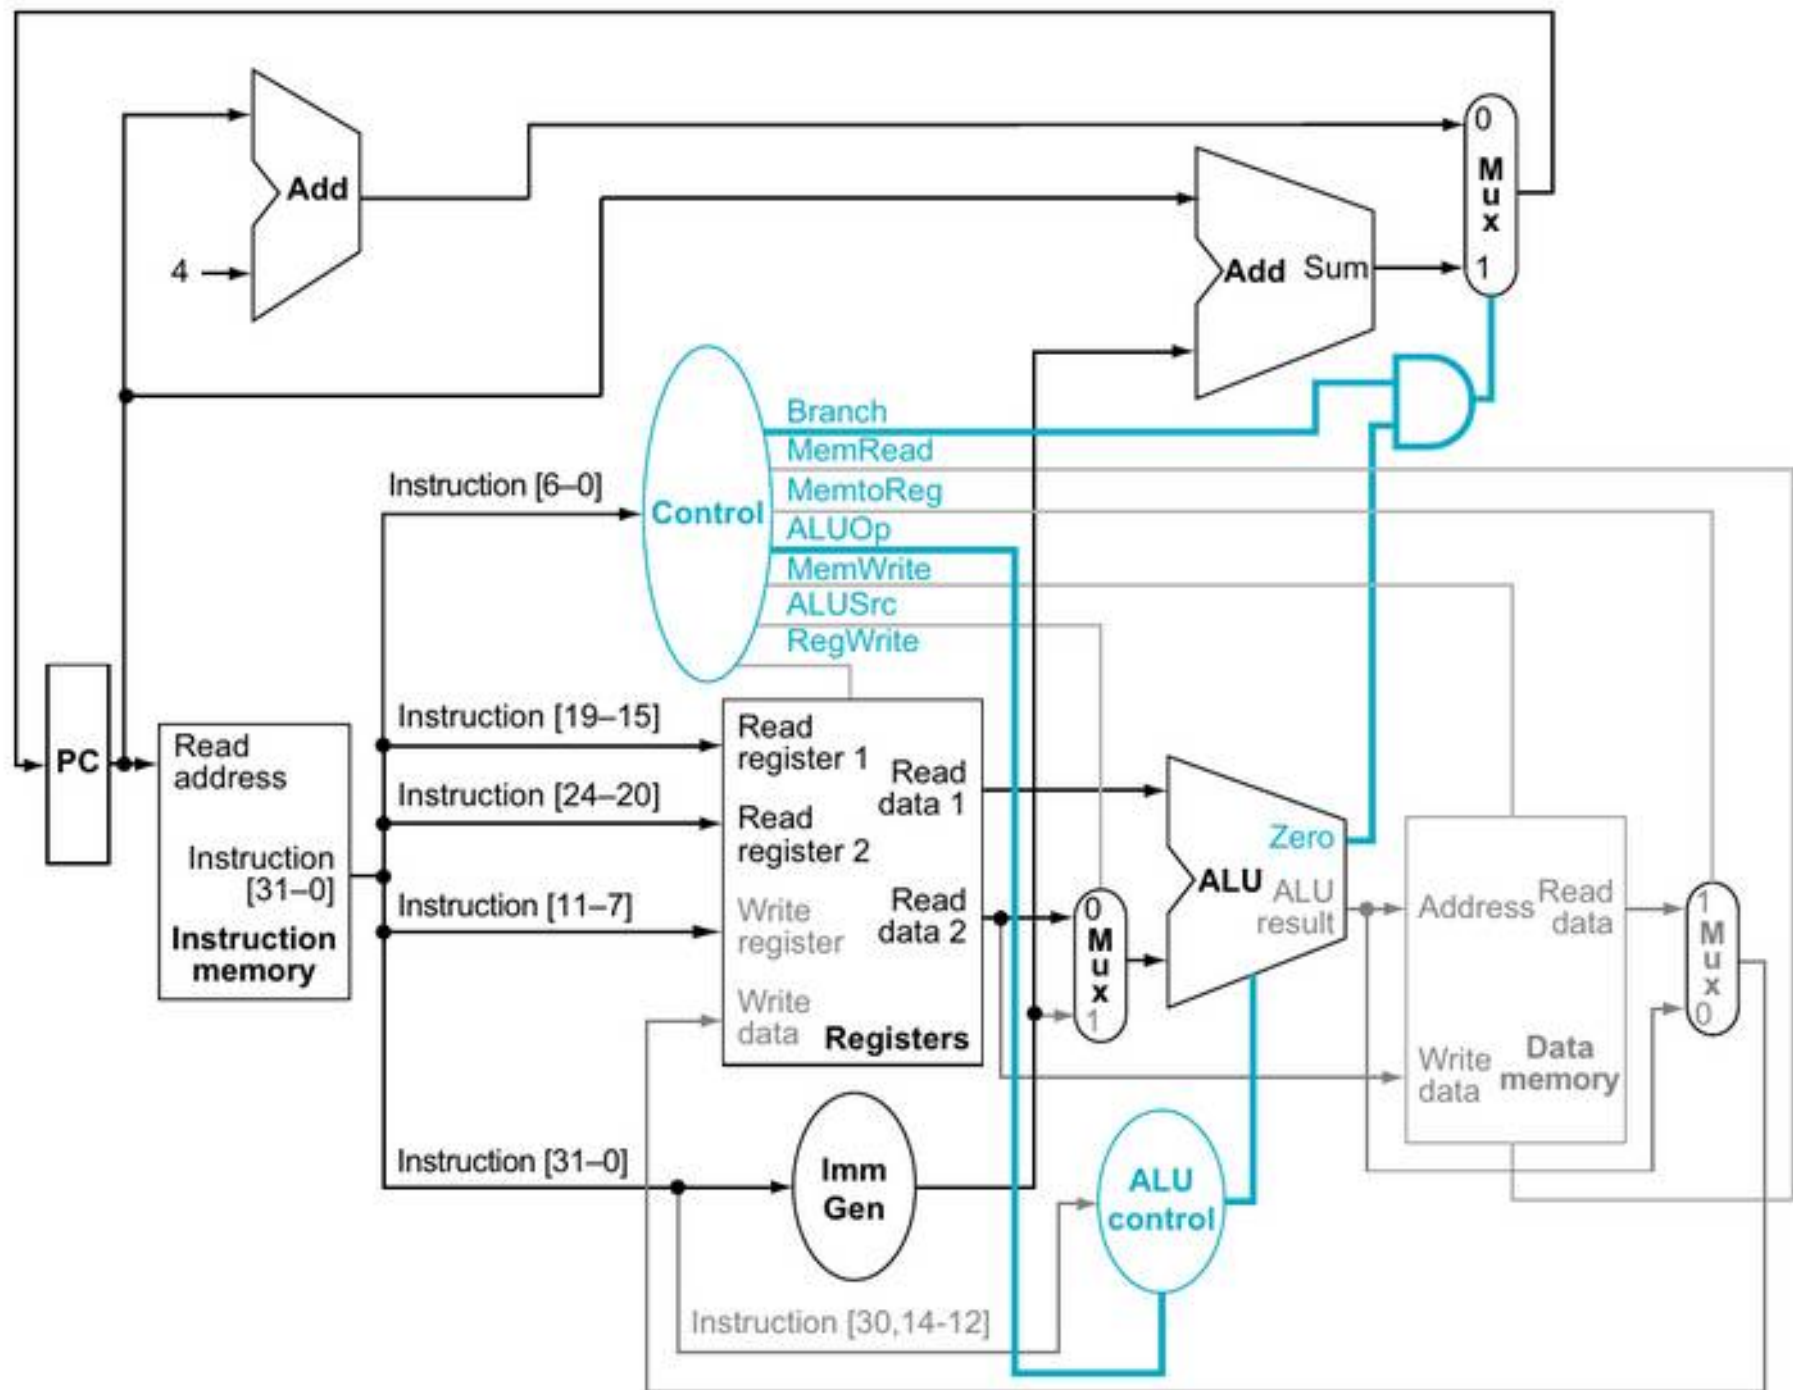 Add
4
Add Sum
0
Mux
1
Branch
MemRead
MemtoReg
ALUOp
MemWrite
ALUSrc
RegWrite
Instruction [6–0]
Control
PC
Read
address
Instruction
[31–0]
Instruction
memory
Instruction [19–15]
Instruction [24–20]
Instruction [11–7]
Instruction [31–0]
Read
register 1
Read
register 2
Write
register
Write
data
Read
data 1
Read
data 2
Registers
0
Mux
1
Zero
ALU
ALU
result
Address
Read
data
Write
data
Data
memory
1
Mux
0
Imm
Gen
ALU
control
Instruction [30,14-12]